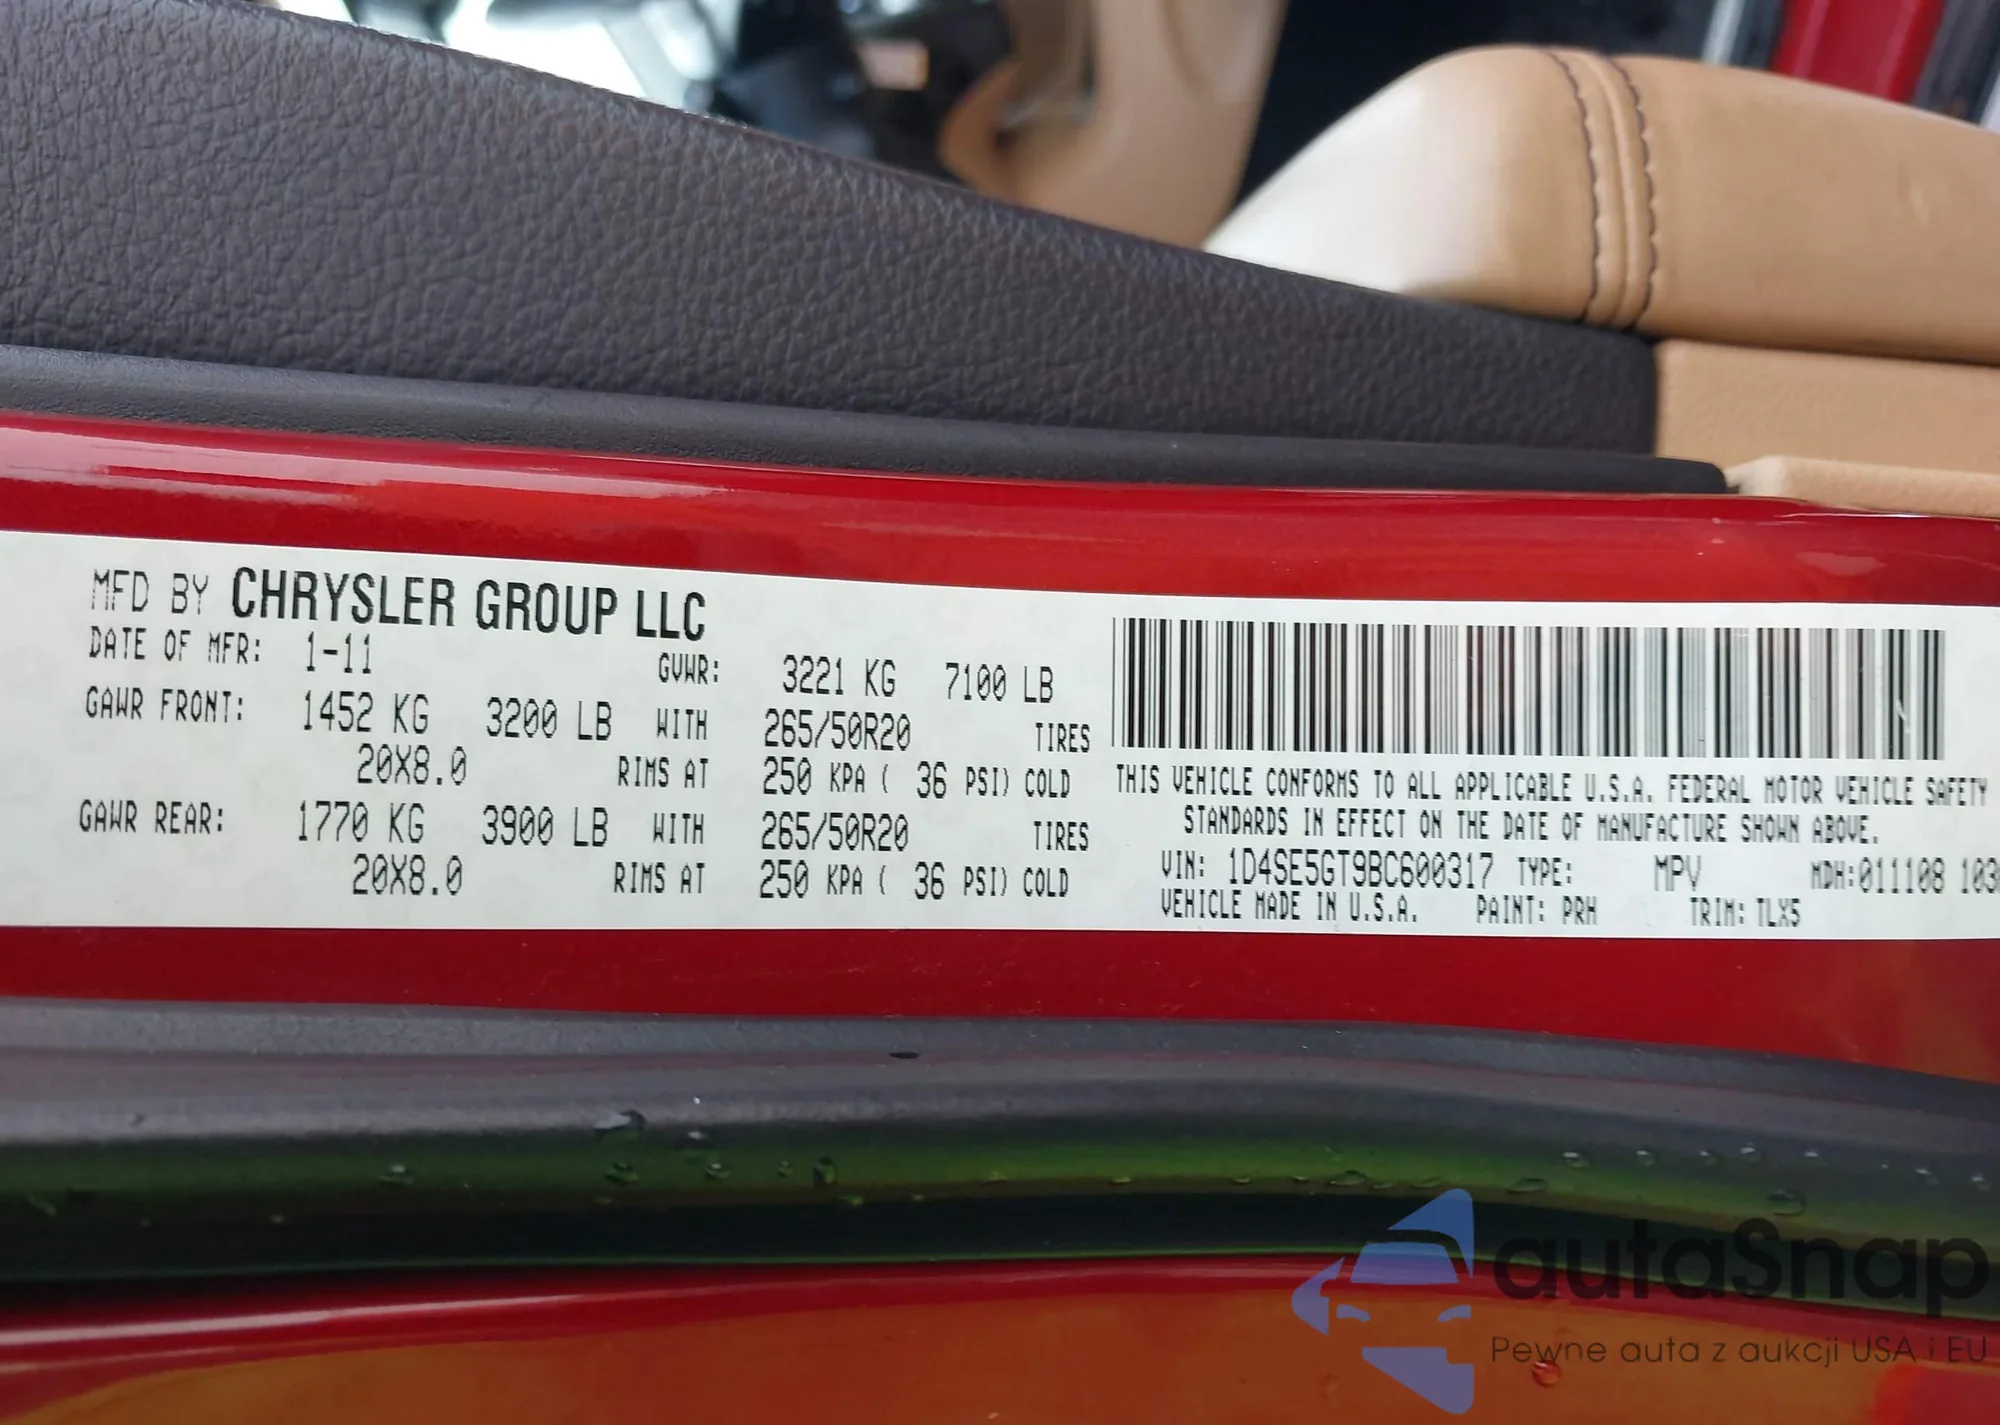 MFD BY CHRYSLER GROUP LLC
DATE OF MFR: 1-11 GVWR: 3221 KG 7100 LB
GAWR FRONT: 1452 KG 3200 LB WITH 265/50R20 TIRES
20X8.0 RIMS AT 250 KPA ( 36 PSI) COLD
GAWR REAR: 1770 KG 3900 LB WITH 265/50R20 TIRES
20X8.0 RIMS AT 250 KPA ( 36 PSI) COLD
THIS VEHICLE CONFORMS TO ALL APPLICABLE U.S.A. FEDERAL MOTOR VEHICLE SAFETY
STANDARDS IN EFFECT ON THE DATE OF MANUFACTURE SHOWN ABOVE.
VIN: 1D4SE5GT9BC600317 TYPE: MPV MDH:011108
VEHICLE MADE IN U.S.A. PAINT: PRH TRIM: TLX5
autaSnap
Pewne auta z aukcji USA i EU